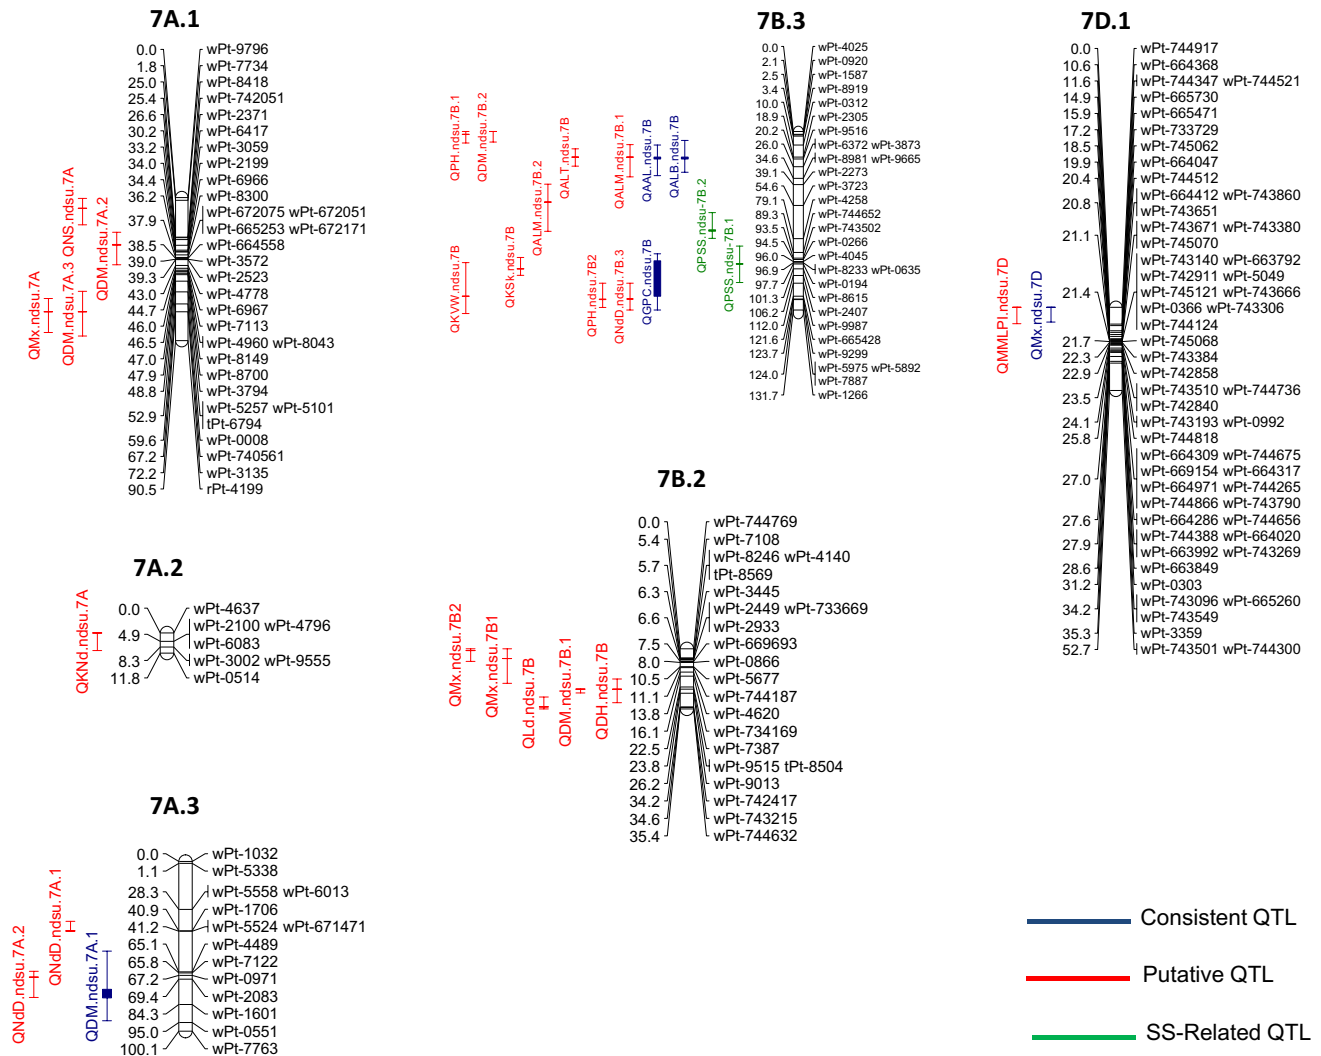 7A.1
0.0 wPt-9796
1.8 wPt-7734
25.0 wPt-8418
25.4 wPt-742051
26.6 wPt-2371
30.2 wPt-6417
33.2 wPt-3059
34.0 wPt-2199
34.4 wPt-6966
36.2 wPt-8300
37.9 wPt-672075 wPt-672051
wPt-665253 wPt-672171
38.5 wPt-664558
39.0 wPt-3572
39.3 wPt-2523
43.0 wPt-4778
44.7 wPt-6967
46.0 wPt-7113
46.5 wPt-4960 wPt-8043
47.0 wPt-8149
47.9 wPt-8700
48.8 wPt-3794
52.9 wPt-5257 wPt-5101
tPt-6794
59.6 wPt-0008
67.2 wPt-740561
72.2 wPt-3135
90.5 rPt-4199
QMx.ndsu.7A
QDM.ndsu.7A.3
QNS.ndsu.7A
QDM.ndsu.7A.2
7A.2
0.0 wPt-4637
4.9 wPt-2100 wPt-4796
wPt-6083
8.3 wPt-3002 wPt-9555
11.8 wPt-0514
QKNd.ndsu.7A
7A.3
0.0 wPt-1032
1.1 wPt-5338
28.3 wPt-5558 wPt-6013
40.9 wPt-1706
41.2 wPt-5524 wPt-671471
65.1 wPt-4489
65.8 wPt-7122
67.2 wPt-0971
69.4 wPt-2083
84.3 wPt-1601
95.0 wPt-0551
100.1 wPt-7763
QNdD.ndsu.7A.2
QNdD.ndsu.7A.1
QDM.ndsu.7A.1
7B.3
0.0 wPt-4025
2.1 wPt-0920
2.5 wPt-1587
3.4 wPt-8919
10.0 wPt-0312
18.9 wPt-2305
20.2 wPt-9516
26.0 wPt-6372 wPt-3873
34.6 wPt-8981 wPt-9665
39.1 wPt-2273
54.6 wPt-3723
79.1 wPt-4258
89.3 wPt-744652
93.5 wPt-743502
94.5 wPt-0266
96.0 wPt-4045
96.9 wPt-8233 wPt-0635
97.7 wPt-0194
101.3 wPt-8615
106.2 wPt-2407
112.0 wPt-9987
121.6 wPt-665428
123.7 wPt-9299
124.0 wPt-5975 wPt-5892
wPt-7887
131.7 wPt-1266
QPH.ndsu.7B.1
QDM.ndsu.7B.2
QALT.ndsu.7B
QALM.ndsu.7B.2
QALM.ndsu.7B.1
QAAL.ndsu.7B
QALB.ndsu.7B
QKVW.ndsu.7B
QKSk.ndsu.7B
QPH.ndsu.7B2
QNdD.ndsu.7B.3
QGPC.ndsu.7B
QPSS.ndsu-7B.2
QPSS.ndsu-7B.1
7B.2
0.0 wPt-744769
5.4 wPt-7108
5.7 wPt-8246 wPt-4140
tPt-8569
6.3 wPt-3445
6.6 wPt-2449 wPt-733669
wPt-2933
7.5 wPt-669693
8.0 wPt-0866
10.5 wPt-5677
11.1 wPt-744187
13.8 wPt-4620
16.1 wPt-734169
22.5 wPt-7387
23.8 wPt-9515 tPt-8504
26.2 wPt-9013
34.2 wPt-742417
34.6 wPt-743215
35.4 wPt-744632
QMx.ndsu.7B2
QMx.ndsu.7B1
QLd.ndsu.7B
QDM.ndsu.7B.1
QDH.ndsu.7B
7D.1
0.0 wPt-744917
10.6 wPt-664368
11.6 wPt-744347 wPt-744521
14.9 wPt-665730
15.9 wPt-665471
17.2 wPt-733729
18.5 wPt-745062
19.9 wPt-664047
20.4 wPt-744512
20.8 wPt-664412 wPt-743860
wPt-743651
21.1 wPt-743671 wPt-743380
wPt-745070
21.4 wPt-743140 wPt-663792
wPt-742911 wPt-5049
wPt-745121 wPt-743666
wPt-0366 wPt-743306
wPt-744124
21.7 wPt-745068
22.3 wPt-743384
22.9 wPt-742858
23.5 wPt-743510 wPt-744736
wPt-742840
24.1 wPt-743193 wPt-0992
25.8 wPt-744818
27.0 wPt-664309 wPt-744675
wPt-669154 wPt-664317
wPt-664971 wPt-744265
wPt-744866 wPt-743790
27.6 wPt-664286 wPt-744656
27.9 wPt-744388 wPt-664020
wPt-663992 wPt-743269
28.6 wPt-663849
31.2 wPt-0303
34.2 wPt-743096 wPt-665260
wPt-743549
35.3 wPt-3359
52.7 wPt-743501 wPt-744300
QMMLPI.ndsu.7D
QMx.ndsu.7D
Consistent QTL
Putative QTL
SS-Related QTL